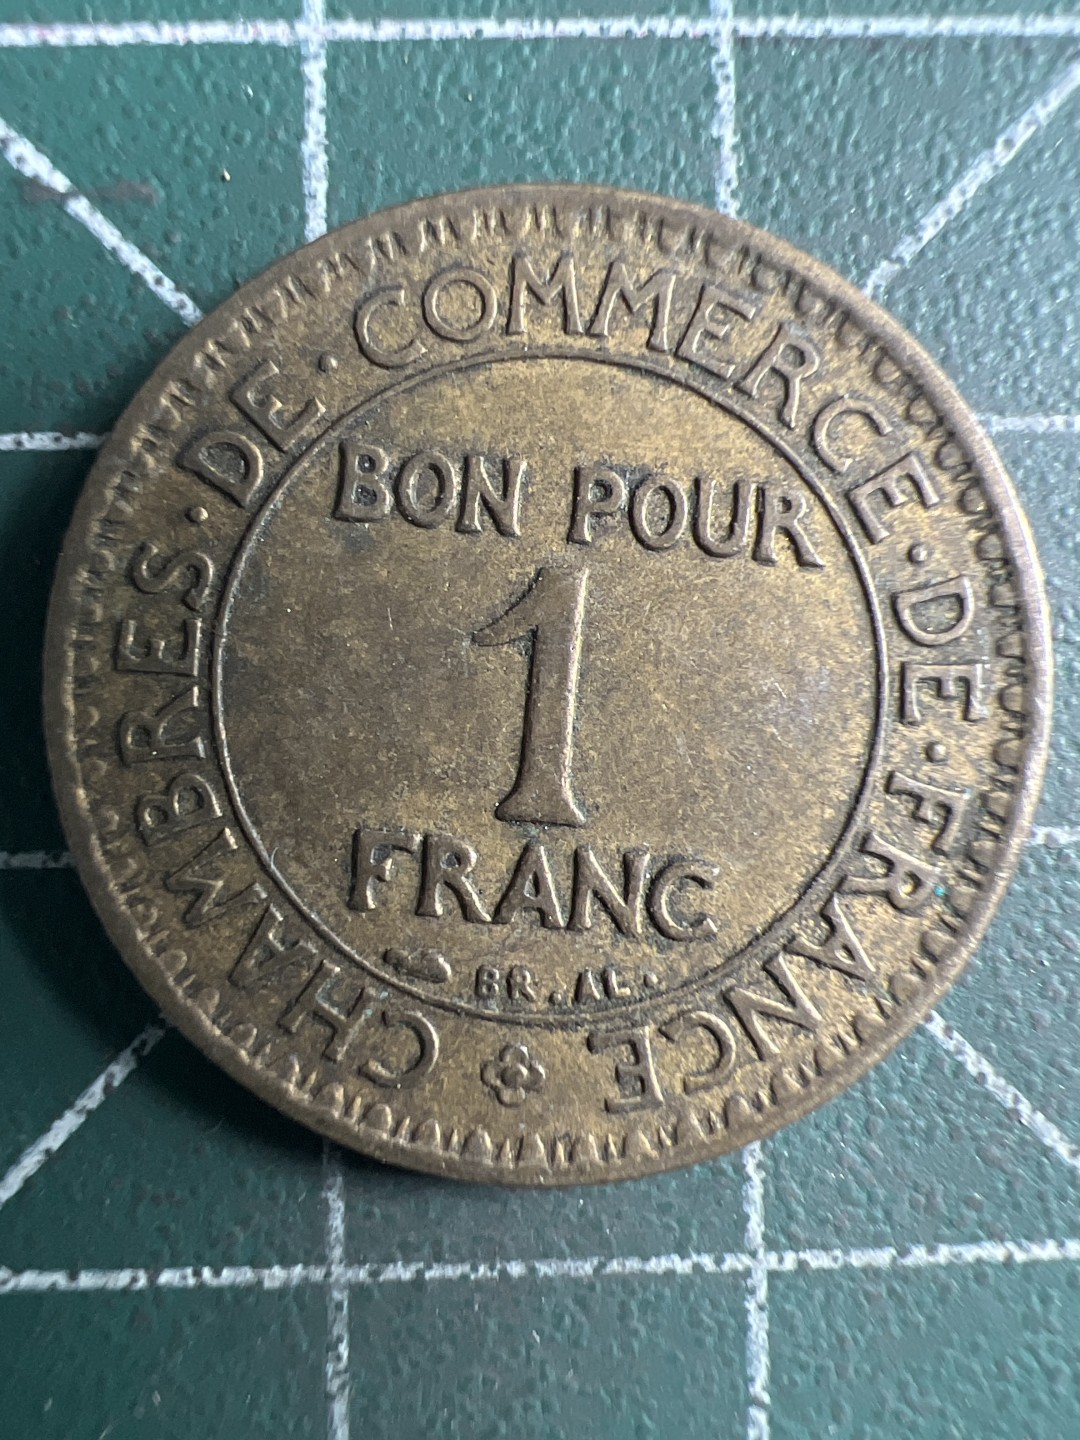 CHAMBRES · DE · COMMERCE · DE · FRANCE
BON POUR
1
FRANC
BR.AL.